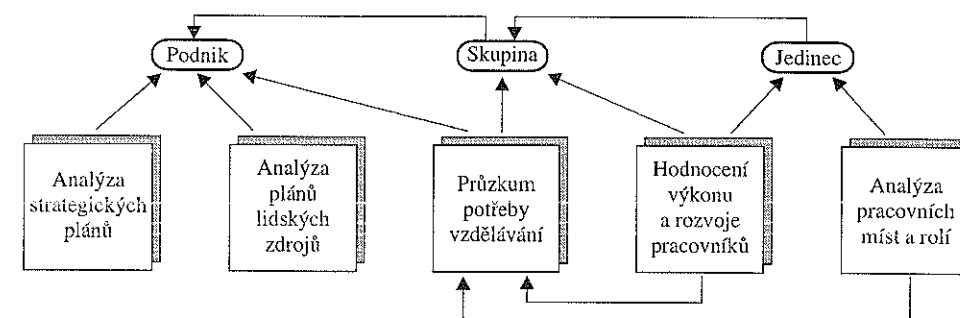 Podnik
Skupina
Jedinec
Analýza
strategických
plánů
Analýza
plánů
lidských
zdrojů
Průzkum
potřeby
vzdělávání
Hodnocení
výkonu
a rozvoje
pracovníků
Analýza
pracovních
míst a rolí